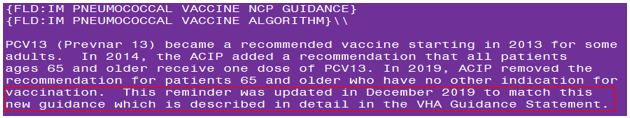 {FLD:IM PNEUMOCOCCAL VACCINE NCP GUIDANCE}
{FLD:IM PNEUMOCOCCAL VACCINE ALGORITHM}\\
PCV13 (Prevnar 13) became a recommended vaccine starting in 2013 for some
adults.  In 2014, the ACIP added a recommendation that all patients
ages 65 and older receive one dose of PCV13. In 2019, ACIP removed the
recommendation for patients 65 and older who have no other indication for
vaccination.  This reminder was updated in December 2019 to match this
new guidance which is described in detail in the VHA Guidance Statement.